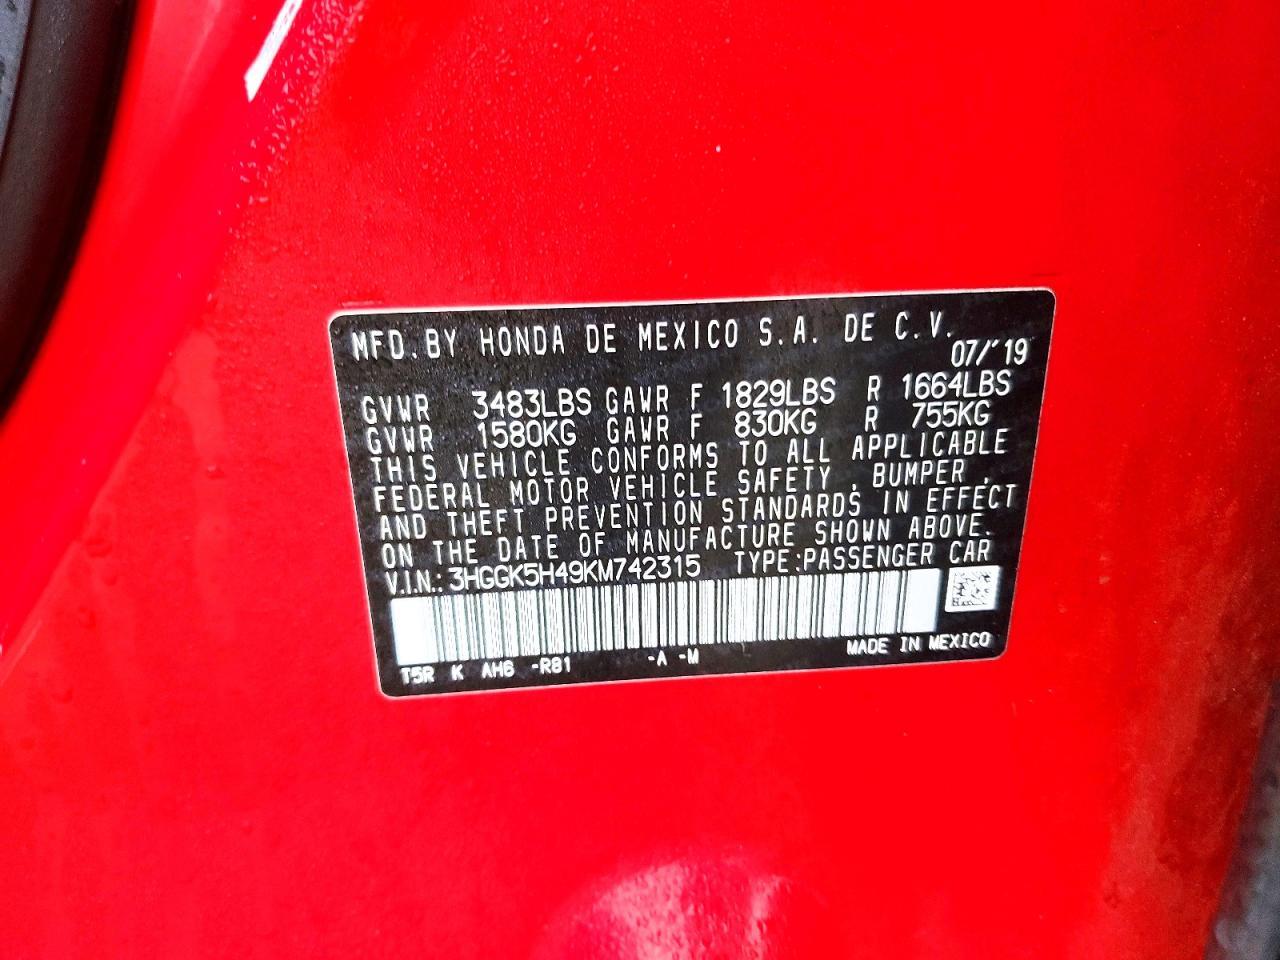 MFD. BY HONDA DE MEXICO S.A. DE C.V.
07/'19
GVWR 3483LBS GAWR F 1829LBS R 1664LBS
GVWR 1580KG GAWR F 830KG R 755KG
THIS VEHICLE CONFORMS TO ALL APPLICABLE
FEDERAL MOTOR VEHICLE SAFETY, BUMPER,
AND THEFT PREVENTION STANDARDS IN EFFECT
ON THE DATE OF MANUFACTURE SHOWN ABOVE.
V.I.N.: 3HGGK5H49KM742315 TYPE:PASSENGER CAR
T5R K AH6 -R81 -A -M MADE IN MEXICO